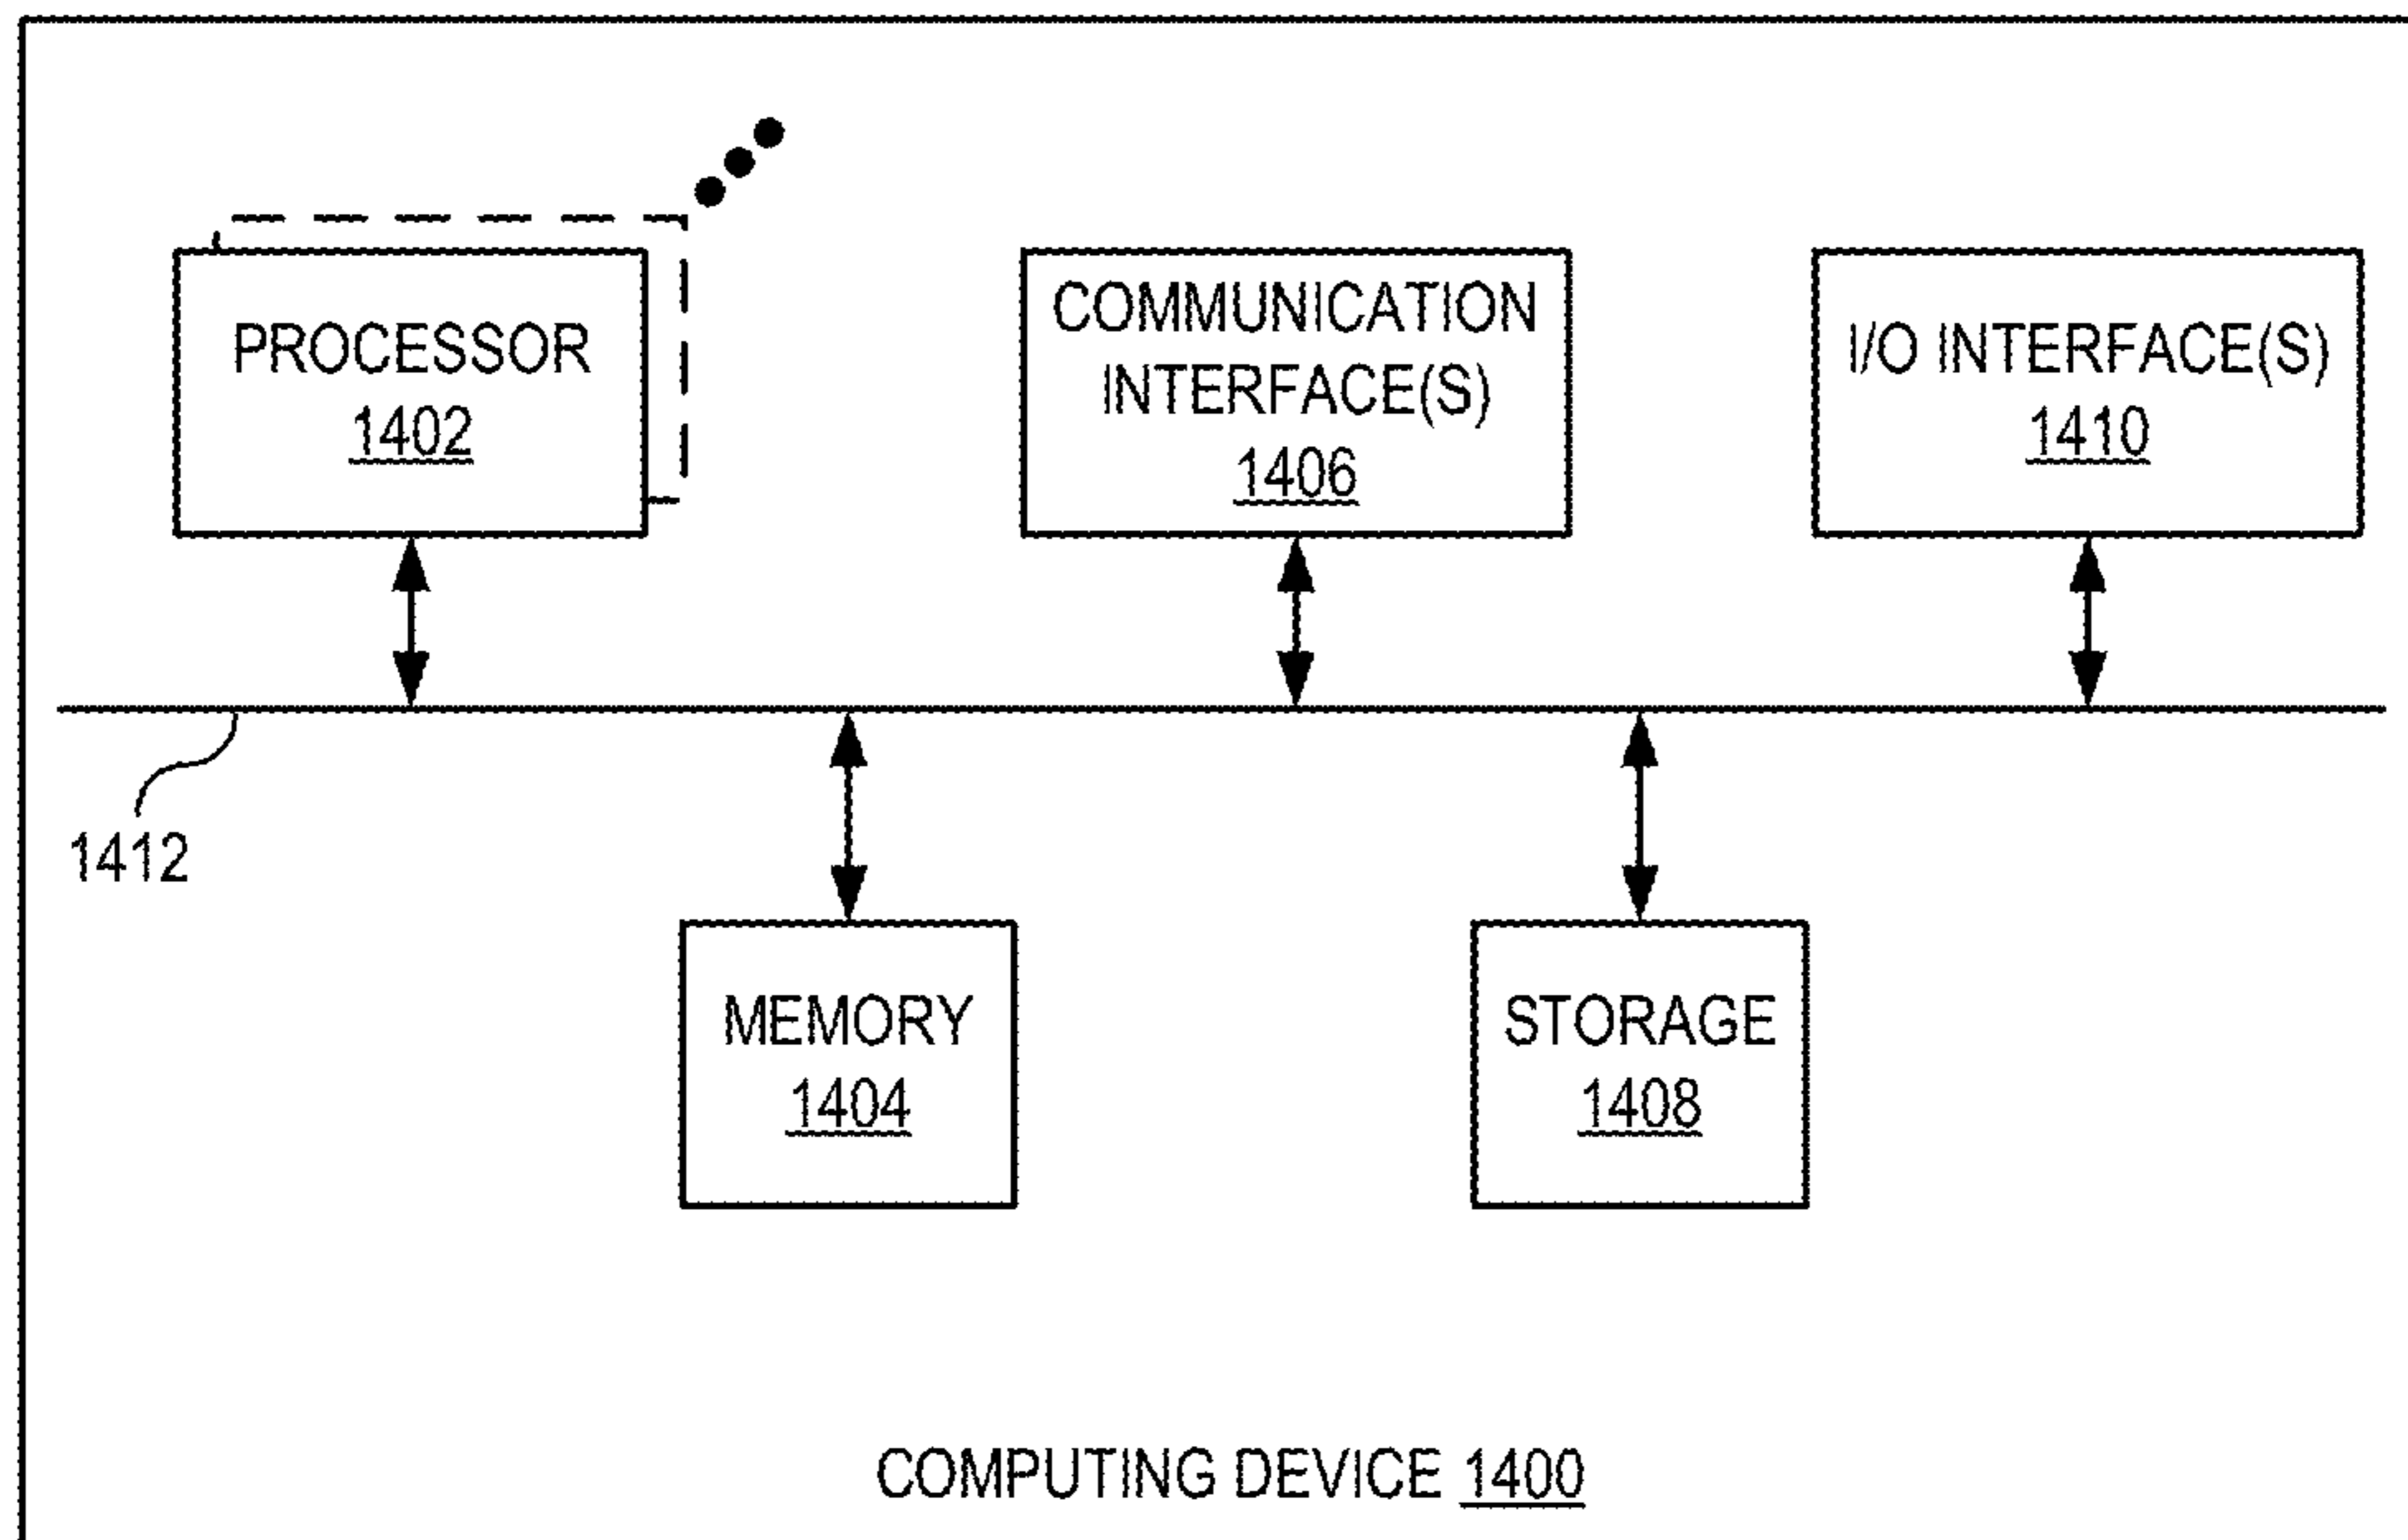 PROCESSOR
1402
COMMUNICATION
INTERFACE(S)
1406
I/O INTERFACE(S)
1410
1412
MEMORY
1404
STORAGE
1408
COMPUTING DEVICE 1400